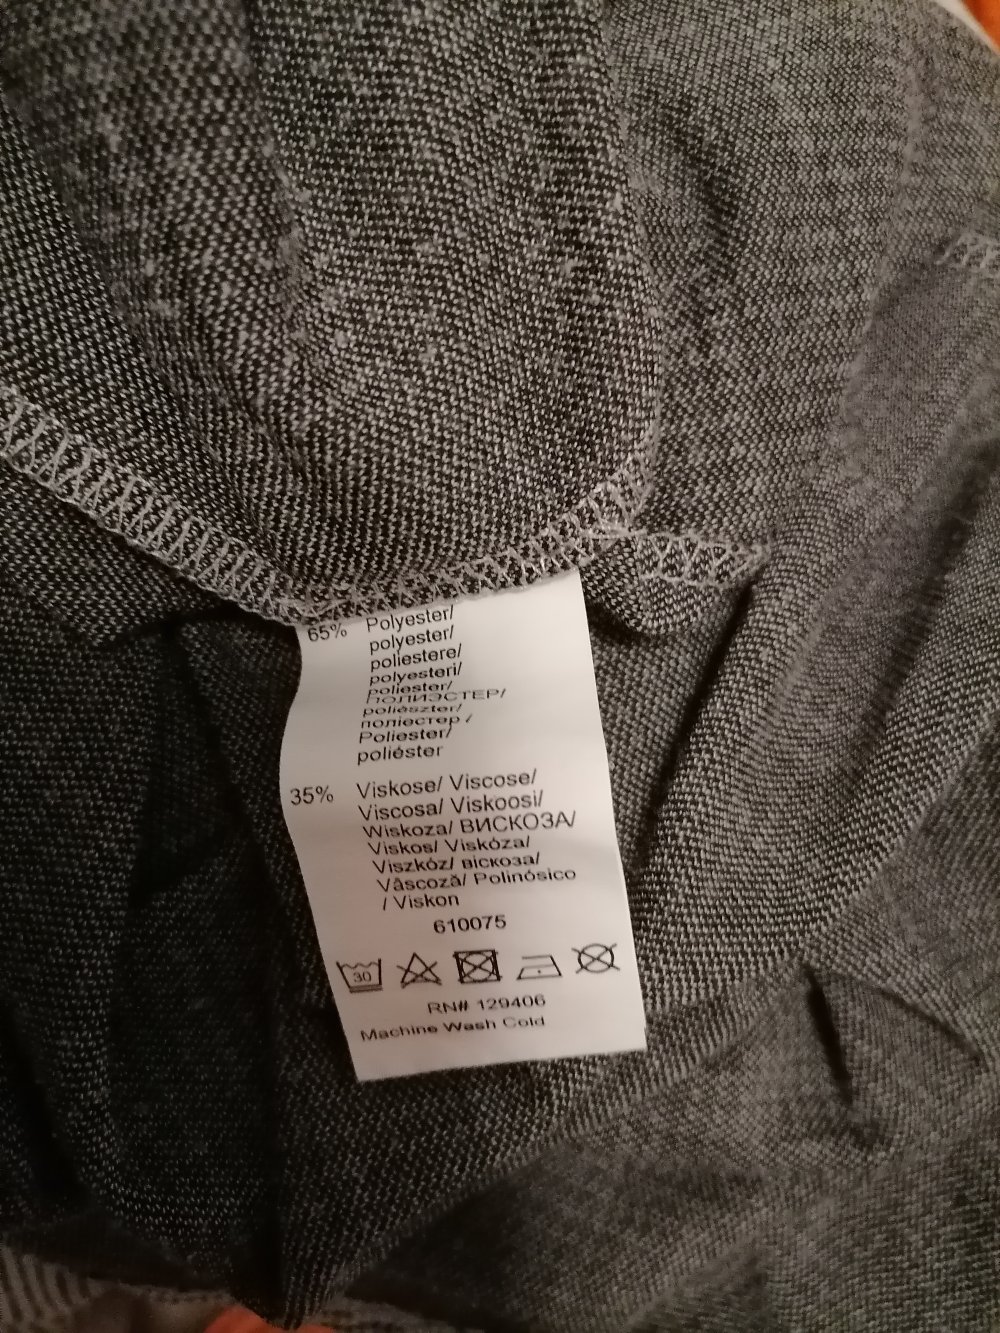 65% Polyester/
polyester/
poliestere/
polyesteri/
poliester/
ПОЛИЭСТЕР/
poliészter/
поліестер /
Poliester/
poliéster
35% Viskose/ Viscose/
Viscosa/ Viskoosi/
Wiskoza/ ВИСКОЗА/
Viskos/ Viskóza/
Viszkóz/ віскоза/
Vâscoză/ Polinósico
/ Viskon
610075
30
RN# 129406
Machine Wash Cold